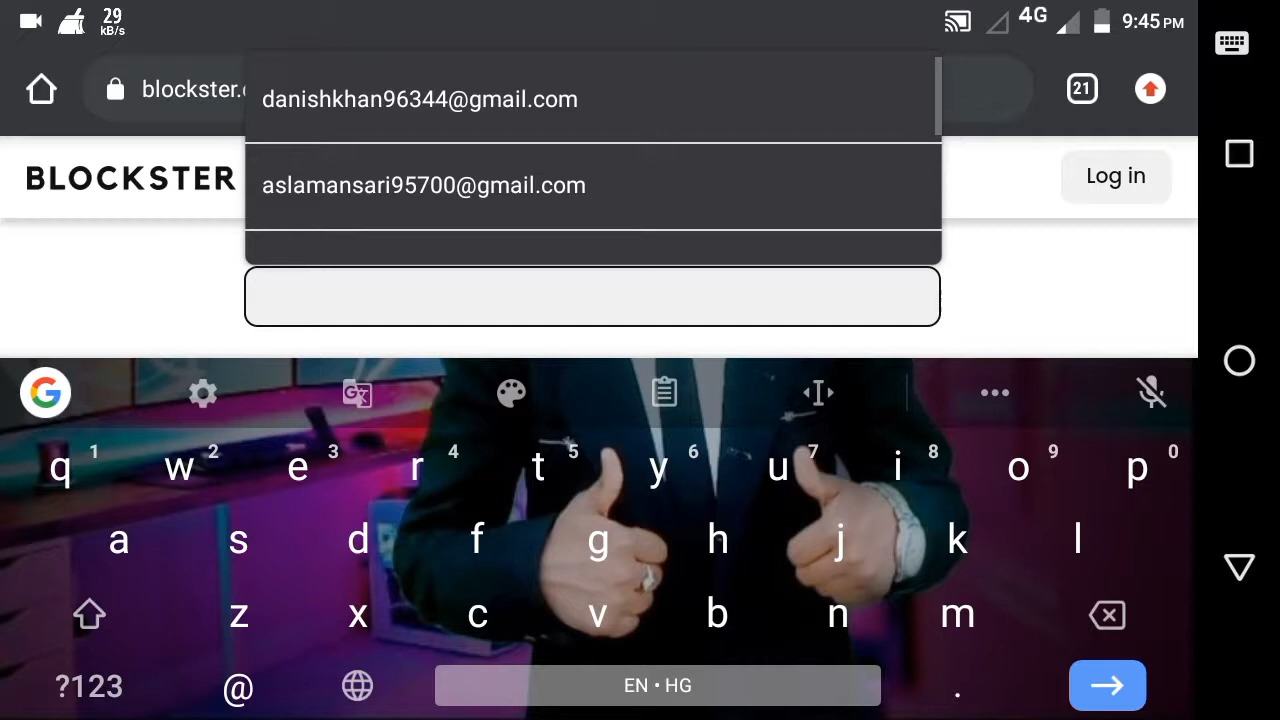 29
kB/s
4G
9:45 PM
blockster.
21
danishkhan96344@gmail.com
BLOCKSTER
aslamansari95700@gmail.com
Log in
G
q 1 w 2 e 3 r 4 t 5 y 6 u 7 i 8 o 9 p 0
a s d f g h j k l
z x c v b n m
?123 @ EN • HG .